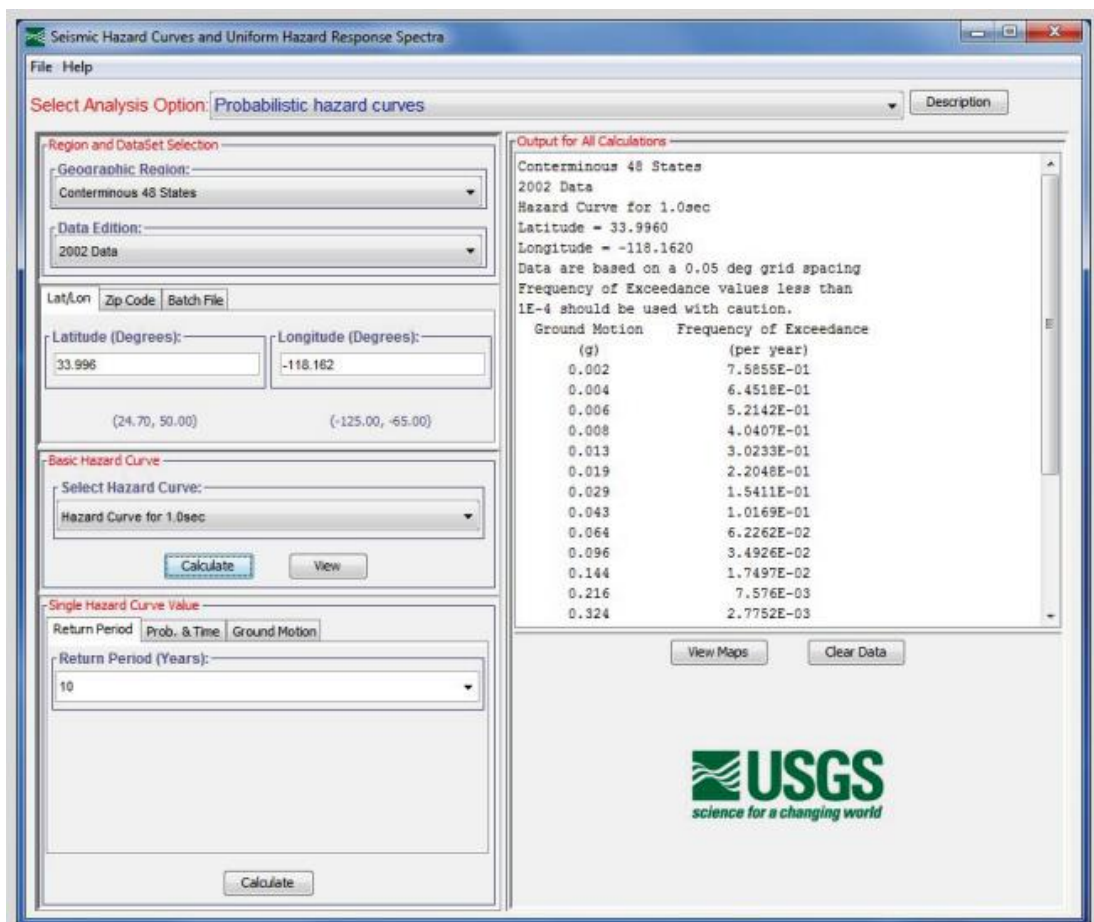 Seismic Hazard Curves and Uniform Hazard Response Spectra
File Help
Select Analysis Option: Probabilistic hazard curves
Description
Region and DataSet Selection
Geographic Region:
Conterminous 48 States
Data Edition:
2002 Data
Lat/Lon Zip Code Batch File
Latitude (Degrees): Longitude (Degrees):
33.996 -118.162
(24.70, 50.00) (-125.00, -65.00)
Basic Hazard Curve
Select Hazard Curve:
Hazard Curve for 1.0sec
Calculate View
Single Hazard Curve Value
Return Period Prob. & Time Ground Motion
Return Period (Years):
10
Calculate
Output for All Calculations
Conterminous 48 States
2002 Data
Hazard Curve for 1.0sec
Latitude = 33.9960
Longitude = -118.1620
Data are based on a 0.05 deg grid spacing
Frequency of Exceedance values less than
1E-4 should be used with caution.
Ground Motion Frequency of Exceedance
(g) (per year)
0.002 7.5855E-01
0.004 6.4518E-01
0.006 5.2142E-01
0.008 4.0407E-01
0.013 3.0233E-01
0.019 2.2048E-01
0.029 1.5411E-01
0.043 1.0169E-01
0.064 6.2262E-02
0.096 3.4926E-02
0.144 1.7497E-02
0.216 7.576E-03
0.324 2.7752E-03
View Maps Clear Data
USGS
science for a changing world